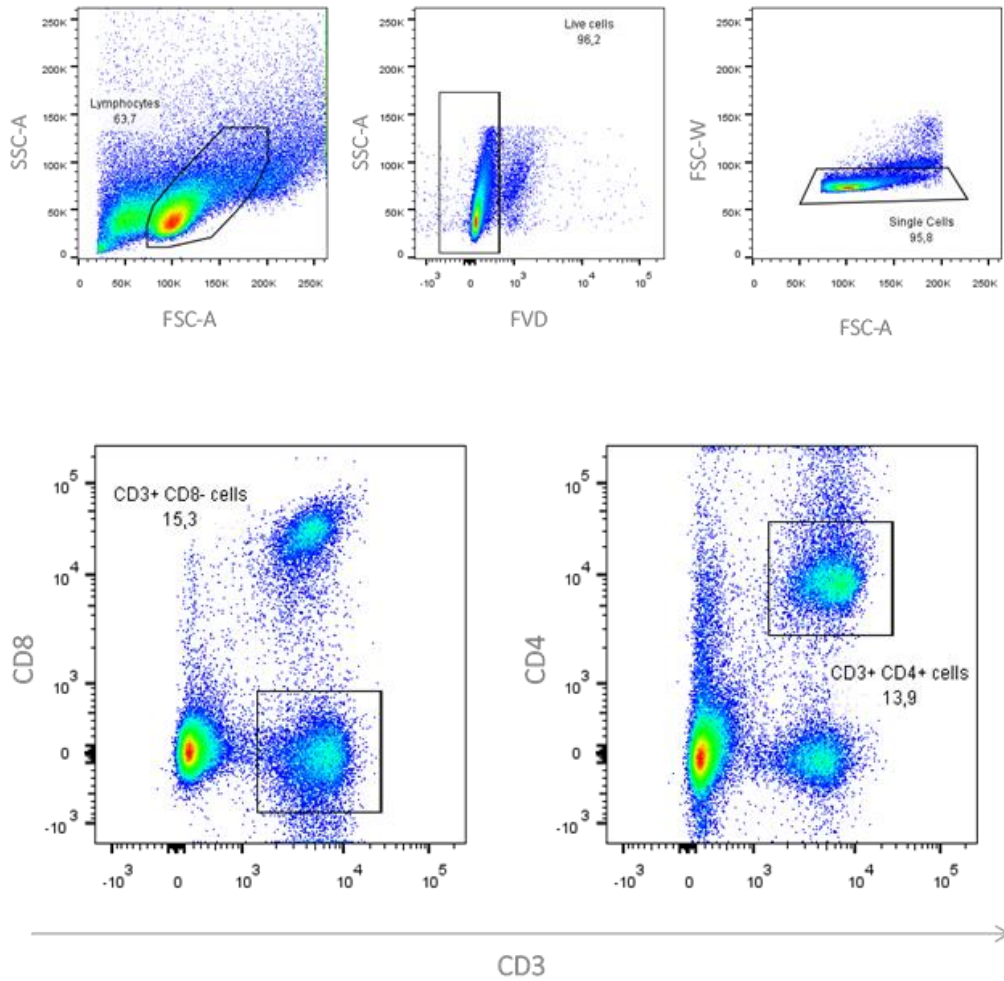 250K
200K
150K
100K
50K
0
Lymphocytes
63,7
SSC-A
0 50K 100K 150K 200K 250K
FSC-A
250K
200K
150K
100K
50K
0
Live cells
96,2
SSC-A
-10 3 0 10 3 10 4 10 5
FVD
250K
200K
150K
100K
50K
0
Single Cells
95,8
FSC-W
0 50K 100K 150K 200K 250K
FSC-A
10 5
10 4
10 3
0
-10 3
CD3+ CD8- cells
15,3
CD8
-10 3 0 10 3 10 4 10 5
10 5
10 4
10 3
0
-10 3
CD3+ CD4+ cells
13,9
CD4
-10 3 0 10 3 10 4 10 5
CD3